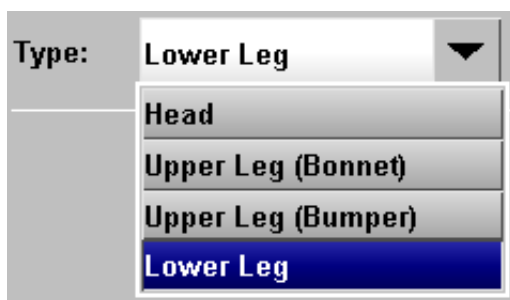 Type: Lower Leg
Head
Upper Leg (Bonnet)
Upper Leg (Bumper)
Lower Leg